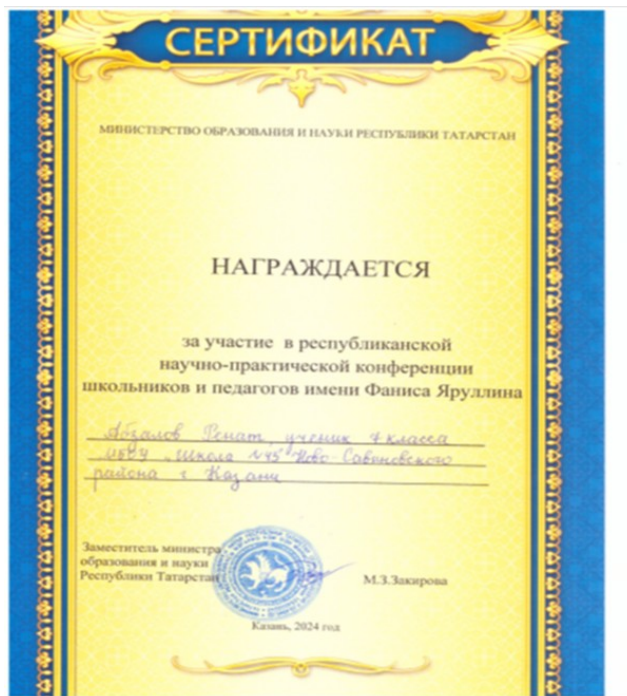 СЕРТИФИКАТ
МИНИСТЕРСТВО ОБРАЗОВАНИЯ И НАУКИ РЕСПУБЛИКИ ТАТАРСТАН
НАГРАЖДАЕТСЯ
за участие в республиканской
научно-практической конференции
школьников и педагогов имени Фаниса Яруллина
Абзалов Ренат, ученик 7 класса
МБОУ „Школа №45" Ново-Савиновского
района г Казани
Заместитель министра
образования и науки
Республики Татарстан
М.З.Закирова
Казань, 2024 год